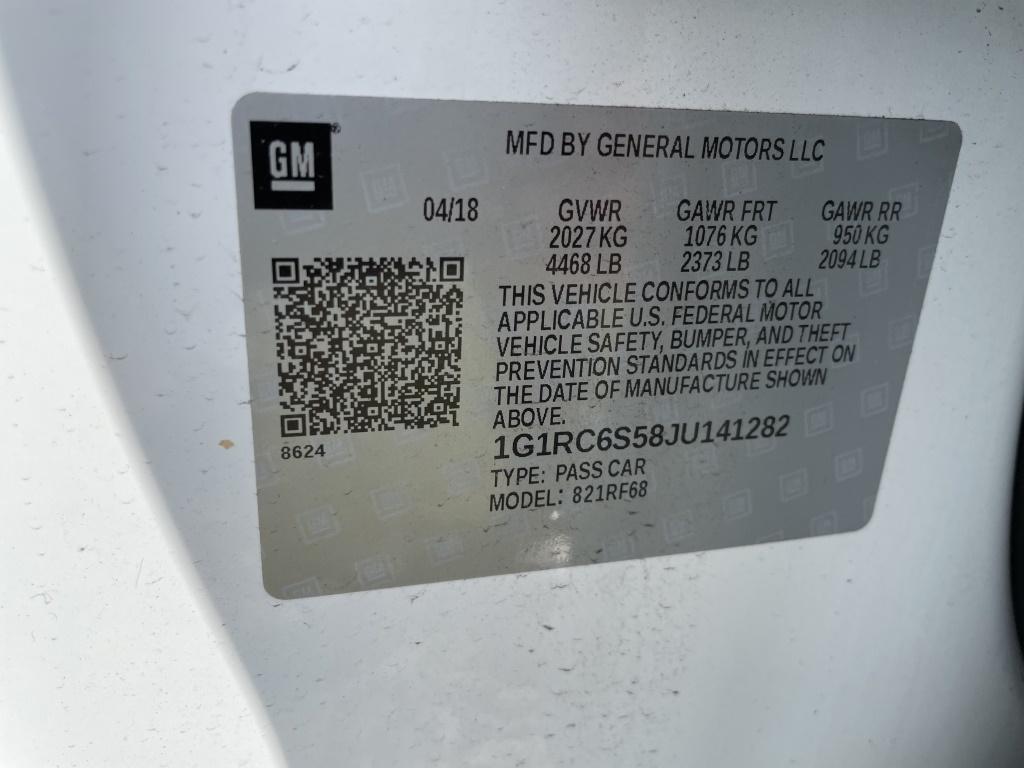 GM
MFD BY GENERAL MOTORS LLC
04/18 GVWR GAWR FRT GAWR RR
2027 KG 1076 KG 950 KG
4468 LB 2373 LB 2094 LB
THIS VEHICLE CONFORMS TO ALL
APPLICABLE U.S. FEDERAL MOTOR
VEHICLE SAFETY, BUMPER, AND THEFT
PREVENTION STANDARDS IN EFFECT ON
THE DATE OF MANUFACTURE SHOWN
ABOVE.
8624
1G1RC6S58JU141282
TYPE: PASS CAR
MODEL: 821RF68